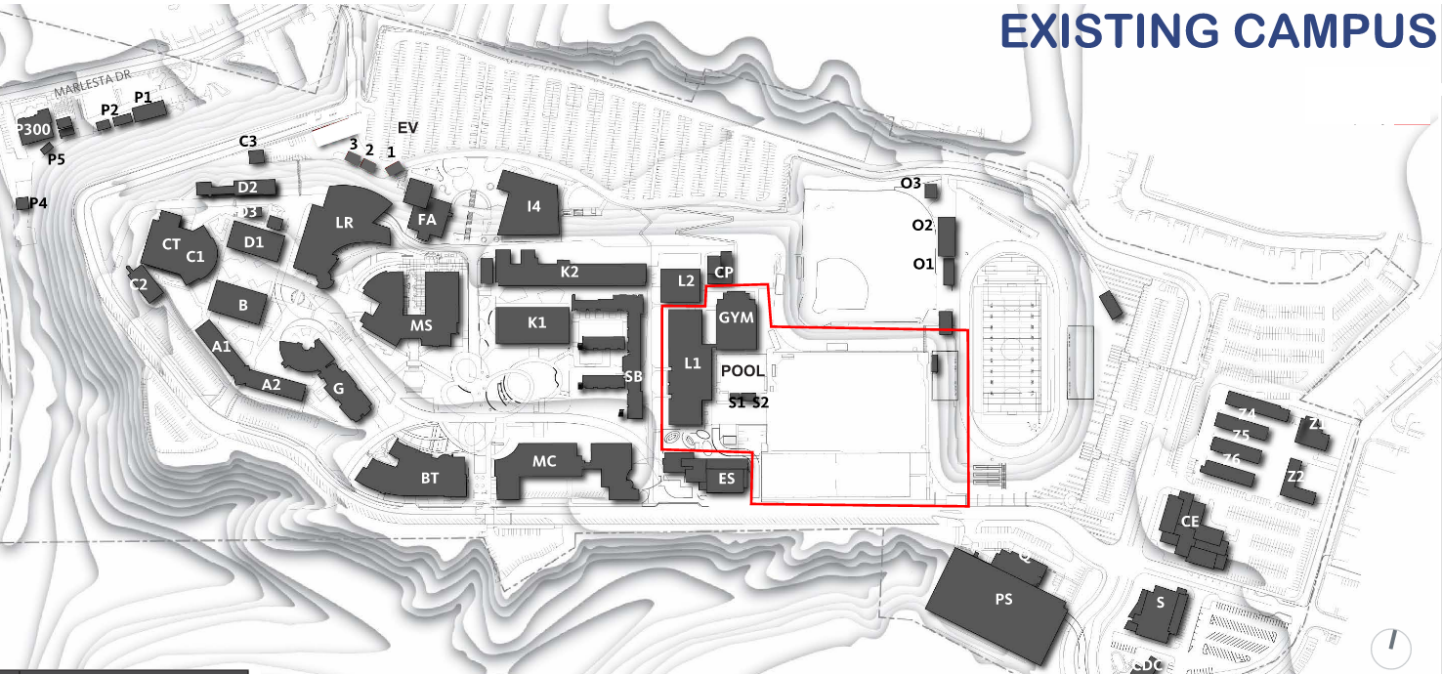 EXISTING CAMPUS
MARLESTA DR
P1
P2
P300
P5
P4
C3
EV
3 2 1
D2
D3
D1
LR
FA
I4
O3
O2
O1
CT
C1
C2
B
MS
K2
L2
CP
K1
GYM
A1
A2
G
SB
L1
POOL
S1 S2
BT
MC
ES
Z4
Z5
Z6
Z1
Z2
CE
Q
PS
S
CDC